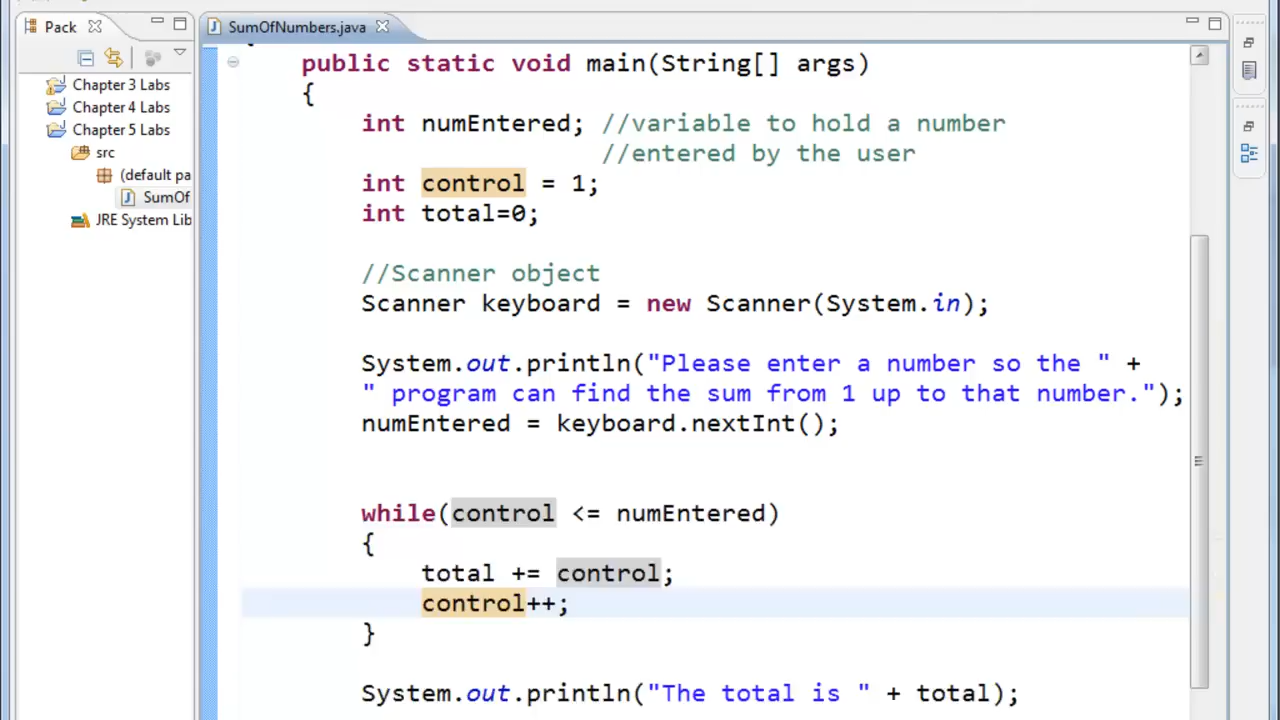 Pack
SumOfNumbers.java
Chapter 3 Labs
Chapter 4 Labs
Chapter 5 Labs
src
(default pa
SumOf
JRE System Lib
public static void main(String[] args)
{
int numEntered; //variable to hold a number
//entered by the user
int control = 1;
int total=0;
//Scanner object
Scanner keyboard = new Scanner(System.in);
System.out.println("Please enter a number so the " +
" program can find the sum from 1 up to that number.");
numEntered = keyboard.nextInt();
while(control <= numEntered)
{
total += control;
control++;
}
System.out.println("The total is " + total);